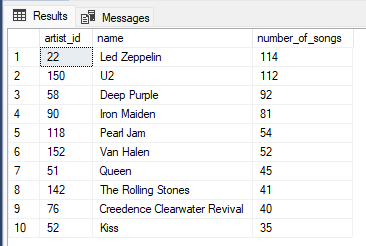 Results Messages
artist_id name number_of_songs
1 22 Led Zeppelin 114
2 150 U2 112
3 58 Deep Purple 92
4 90 Iron Maiden 81
5 118 Pearl Jam 54
6 152 Van Halen 52
7 51 Queen 45
8 142 The Rolling Stones 41
9 76 Creedence Clearwater Revival 40
10 52 Kiss 35